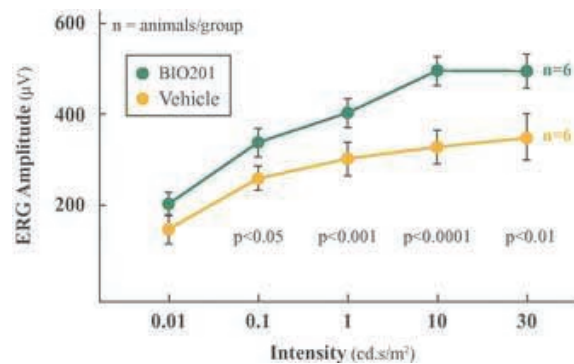 600
n = animals/group
BIO201
Vehicle
n=6
400
n=6
ERG Amplitude (μV)
200
p<0.05 p<0.001 p<0.0001 p<0.01
0.01 0.1 1 10 30
Intensity (cd.s/m²)